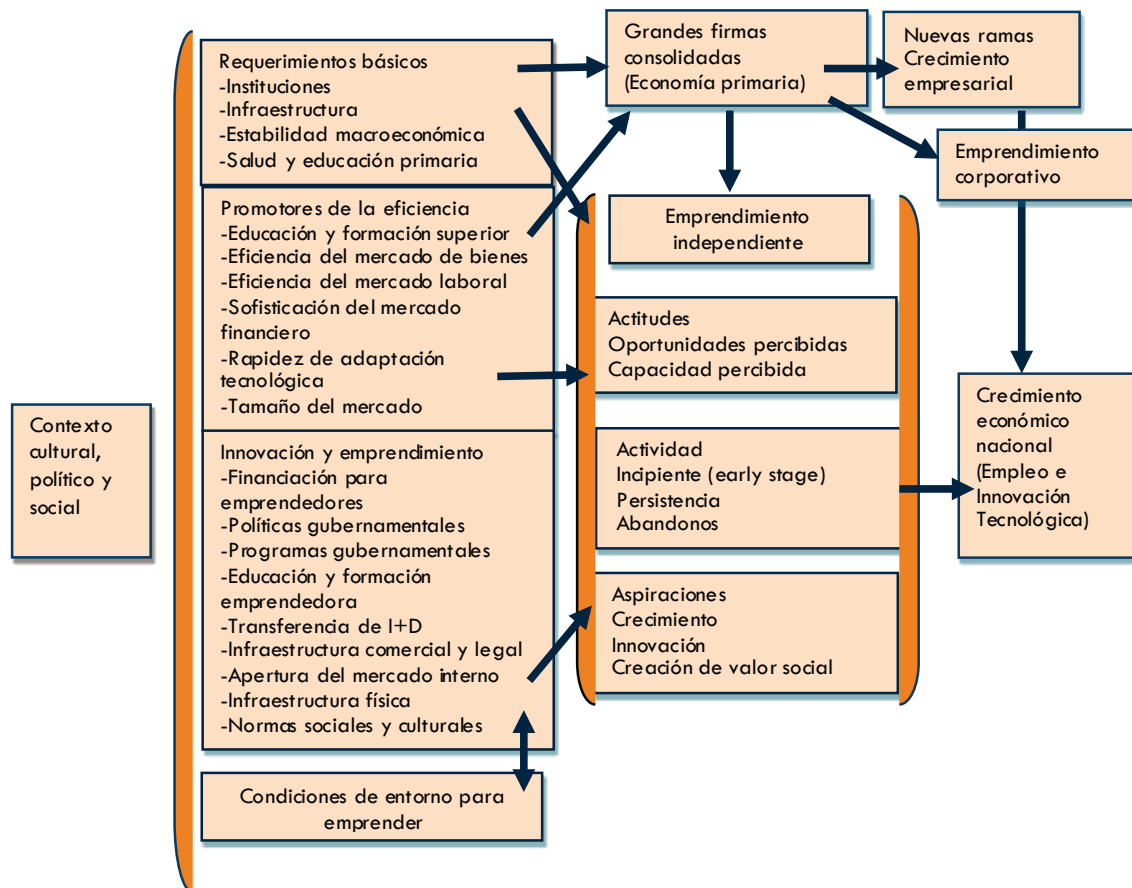 Contexto
cultural,
político y
social
Requerimientos básicos
-Instituciones
-Infraestructura
-Estabilidad macroeconómica
-Salud y educación primaria
Promotores de la eficiencia
-Educación y formación superior
-Eficiencia del mercado de bienes
-Eficiencia del mercado laboral
-Sofisticación del mercado
financiero
-Rapidez de adaptación
tecnológica
-Tamaño del mercado
Innovación y emprendimiento
-Financiación para
emprendedores
-Políticas gubernamentales
-Programas gubernamentales
-Educación y formación
emprendedora
-Transferencia de I+D
-Infraestructura comercial y legal
-Apertura del mercado interno
-Infraestructura física
-Normas sociales y culturales
Condiciones de entorno para
emprender
Grandes firmas
consolidadas
(Economía primaria)
Emprendimiento
independiente
Actitudes
Oportunidades percibidas
Capacidad percibida
Actividad
Incipiente (early stage)
Persistencia
Abandonos
Aspiraciones
Crecimiento
Innovación
Creación de valor social
Nuevas ramas
Crecimiento
empresarial
Emprendimiento
corporativo
Crecimiento
económico
nacional
(Empleo e
Innovación
Tecnológica)